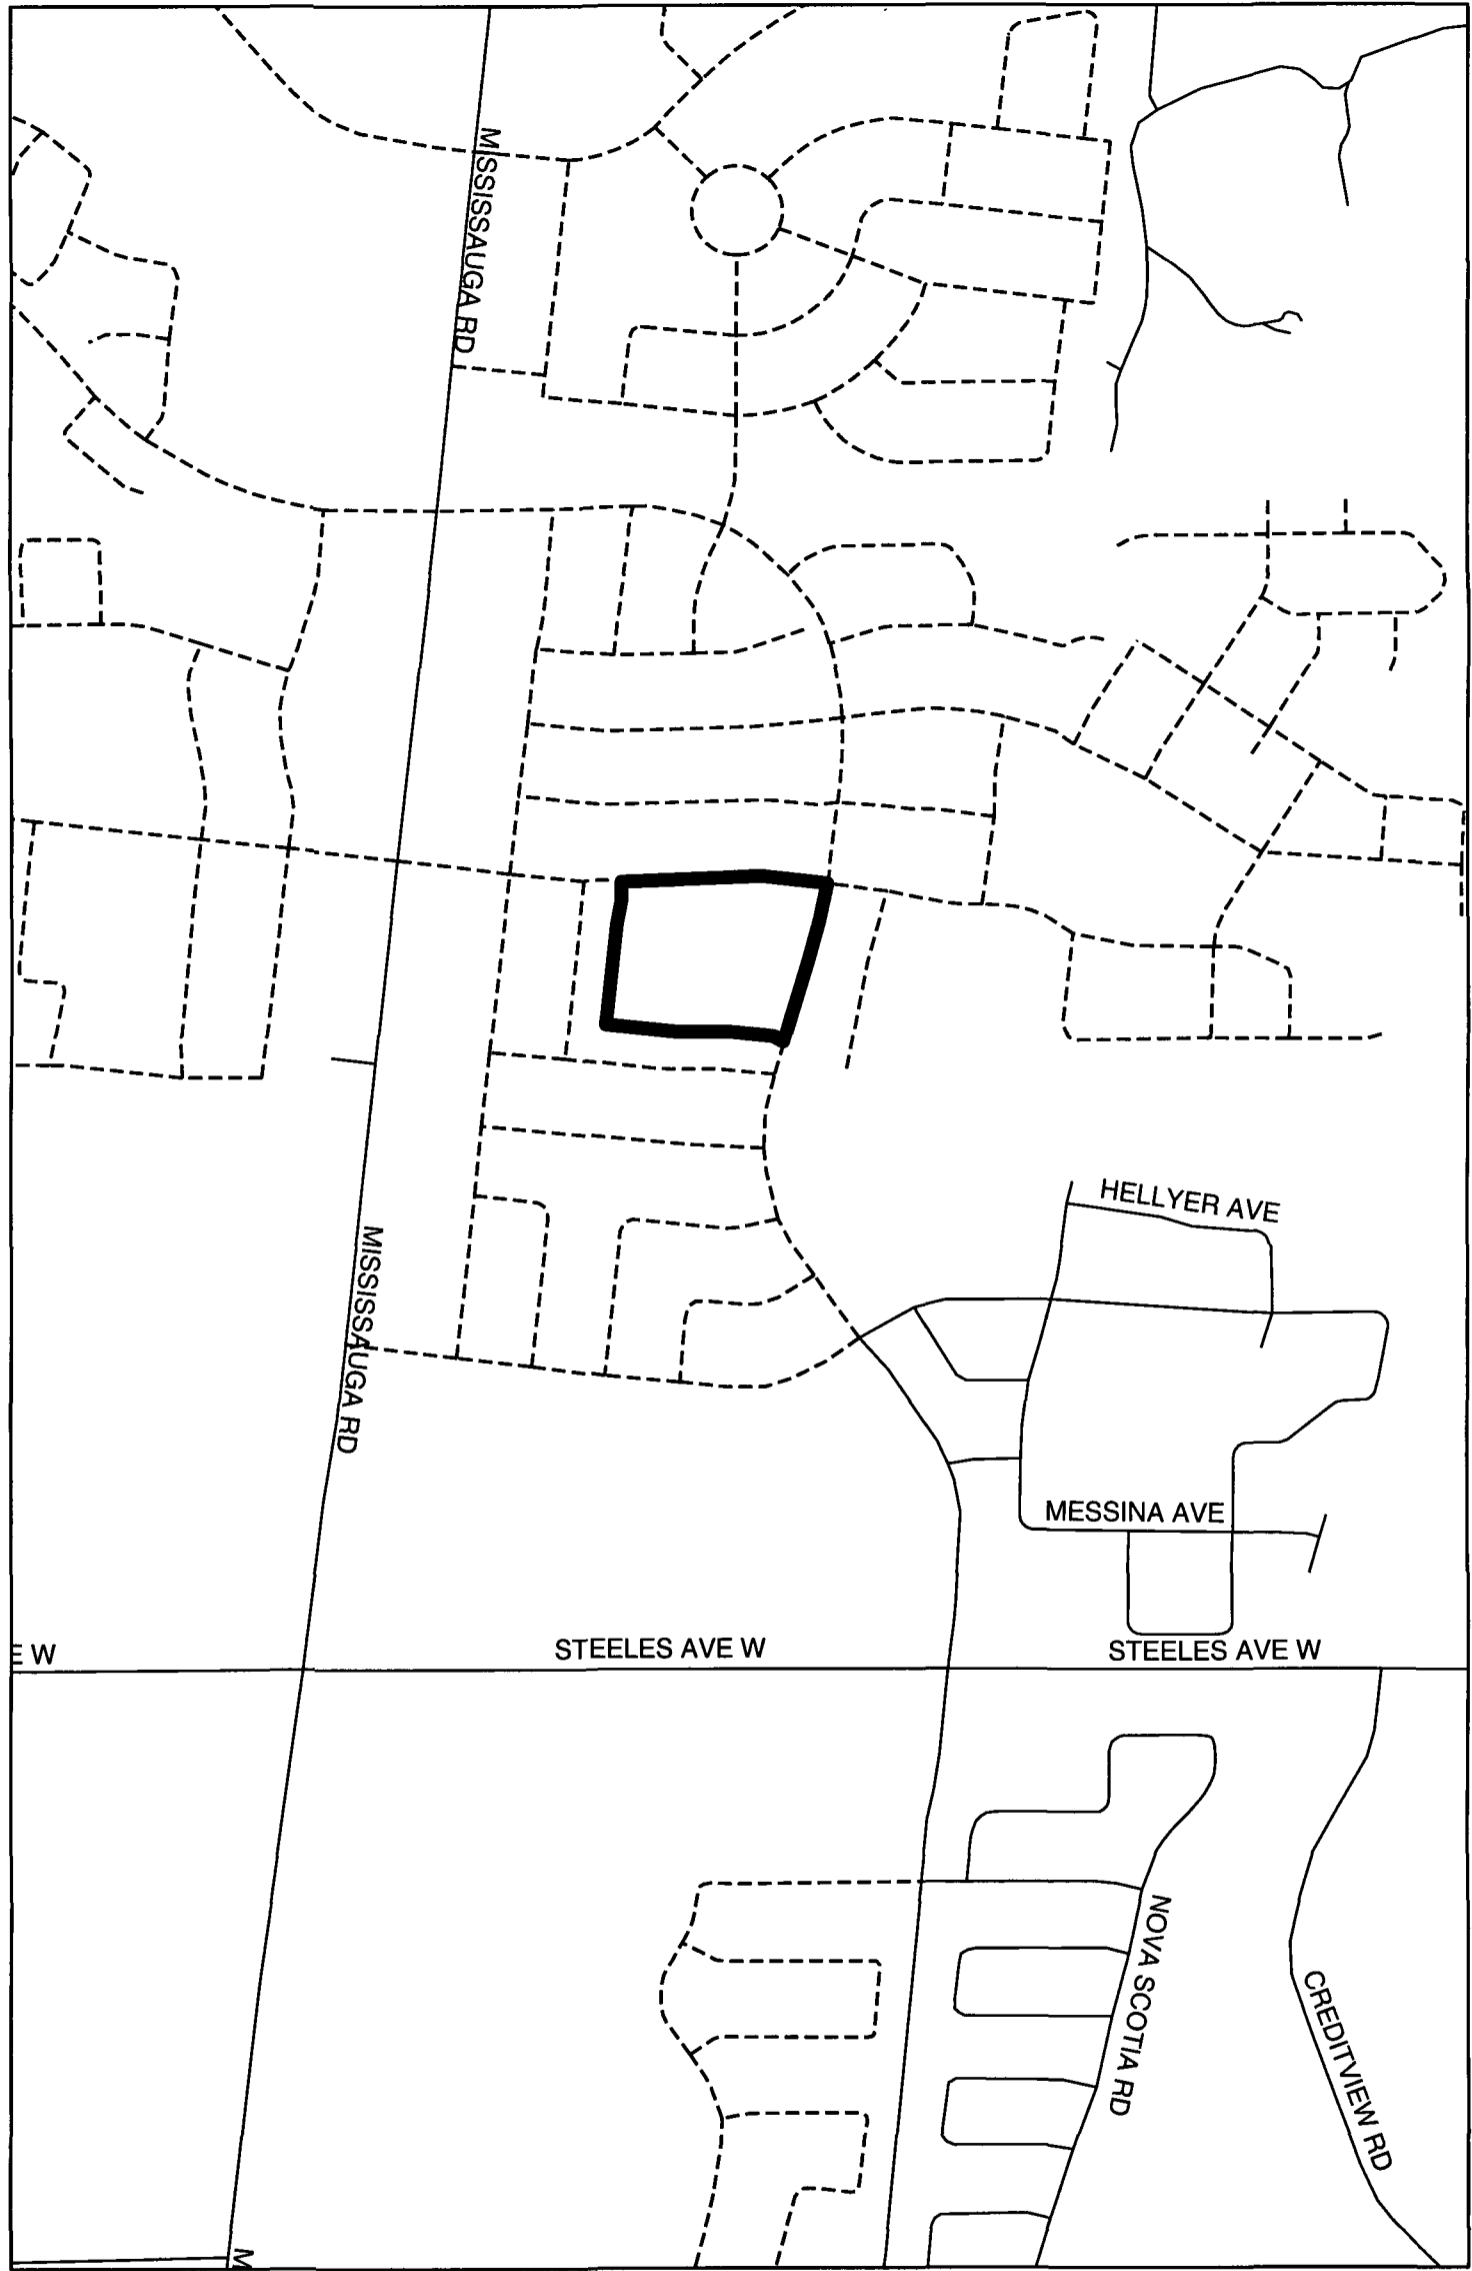 MISSISSAUGA RD
HELLYER AVE
MISSISSAUGA RD
MESSINA AVE
E W
STEELES AVE W
STEELES AVE W
NOVA SCOTIA RD
CREDITVIEW RD
M